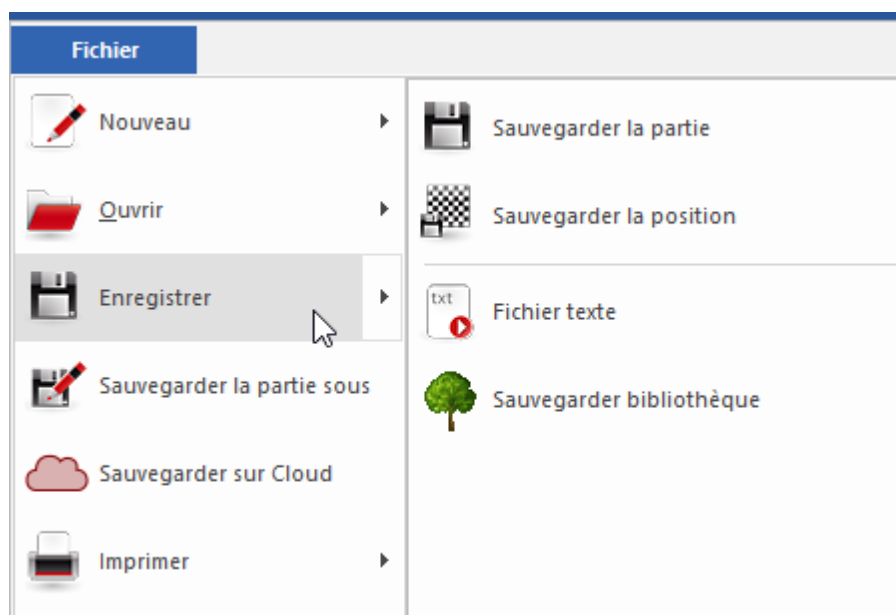 Fichier
Nouveau
Ouvrir
Enregistrer
Sauvegarder la partie sous
Sauvegarder sur Cloud
Imprimer
Sauvegarder la partie
Sauvegarder la position
txt
Fichier texte
Sauvegarder bibliothèque